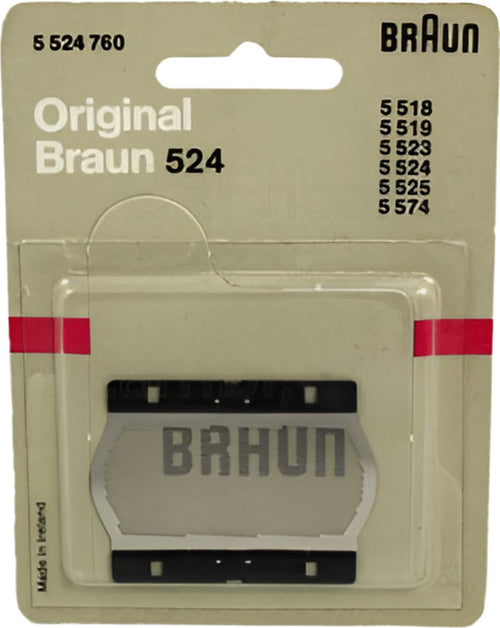 5 524 760
BRAUN
Original
Braun 524
5 518
5 519
5 523
5 524
5 525
5 574
BRAUN
Made in Ireland